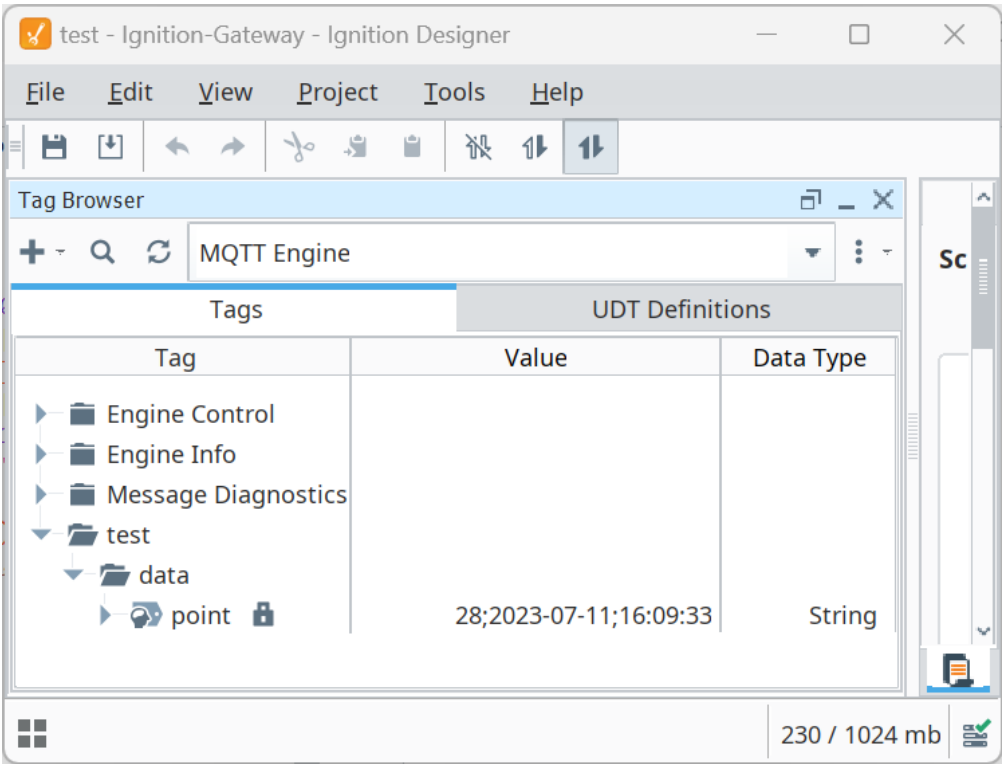 test - Ignition-Gateway - Ignition Designer
File Edit View Project Tools Help
Tag Browser
MQTT Engine
Sc
Tags UDT Definitions
Tag Value Data Type
Engine Control
Engine Info
Message Diagnostics
test
data
point 28;2023-07-11;16:09:33 String
230 / 1024 mb